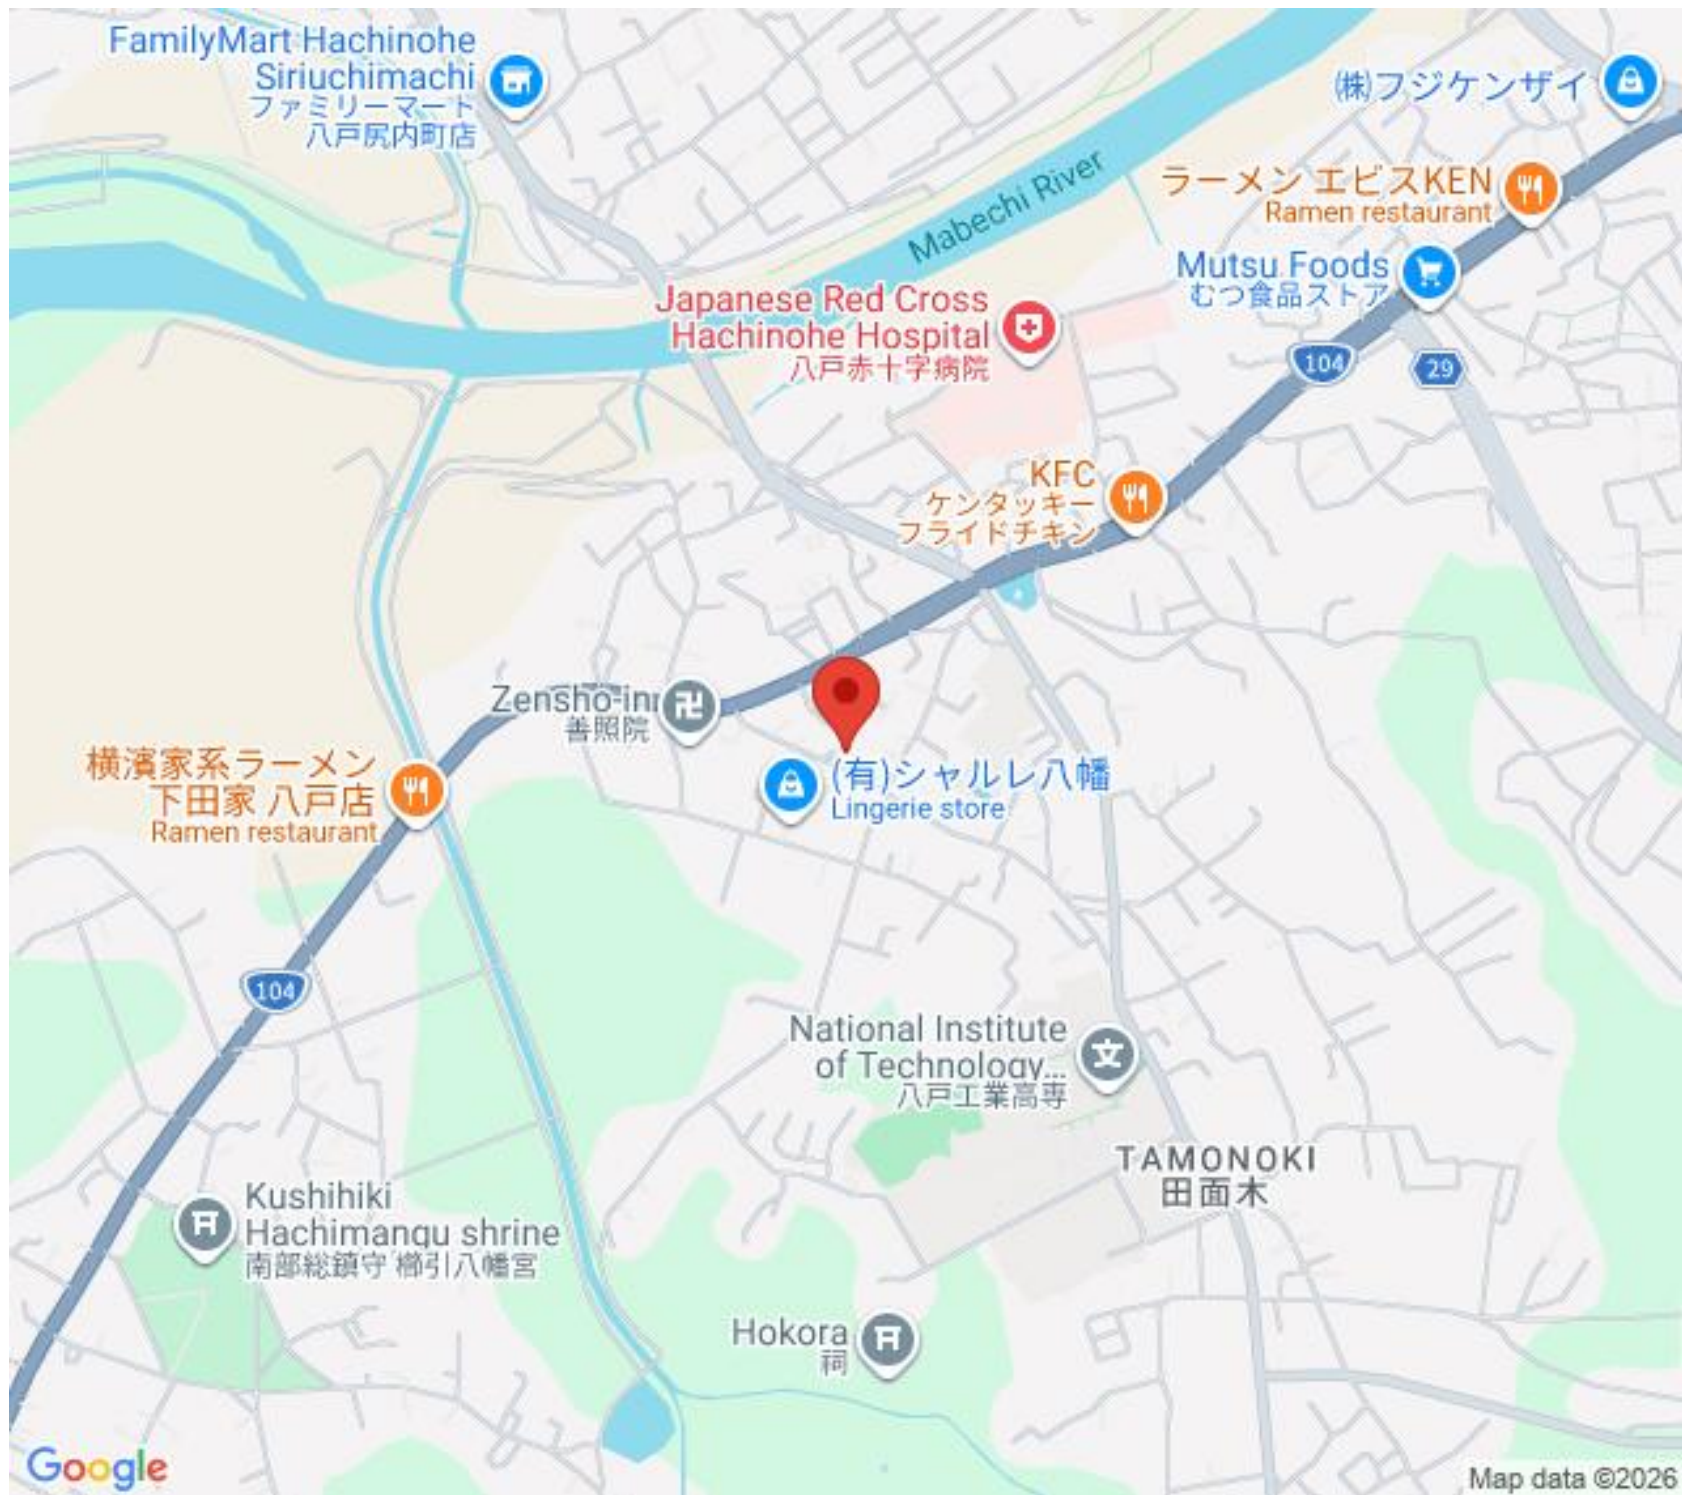 FamilyMart Hachinohe
Siriuchimachi
ファミリーマート
八戸尻内町店
(株)フジケンザイ
Mabechi River
ラーメン エビスKEN
Ramen restaurant
Mutsu Foods
むつ食品ストア
Japanese Red Cross
Hachinohe Hospital
八戸赤十字病院
104
29
KFC
ケンタッキー
フライドチキン
Zensho-in
善照院
横濱家系ラーメン
下田家 八戸店
Ramen restaurant
(有)シャルレ八幡
Lingerie store
104
National Institute
of Technology...
八戸工業高専
文
TAMONOKI
田面木
Kushihiki
Hachimangu shrine
南部総鎮守 櫛引八幡宮
Hokora
祠
Google
Map data ©2026